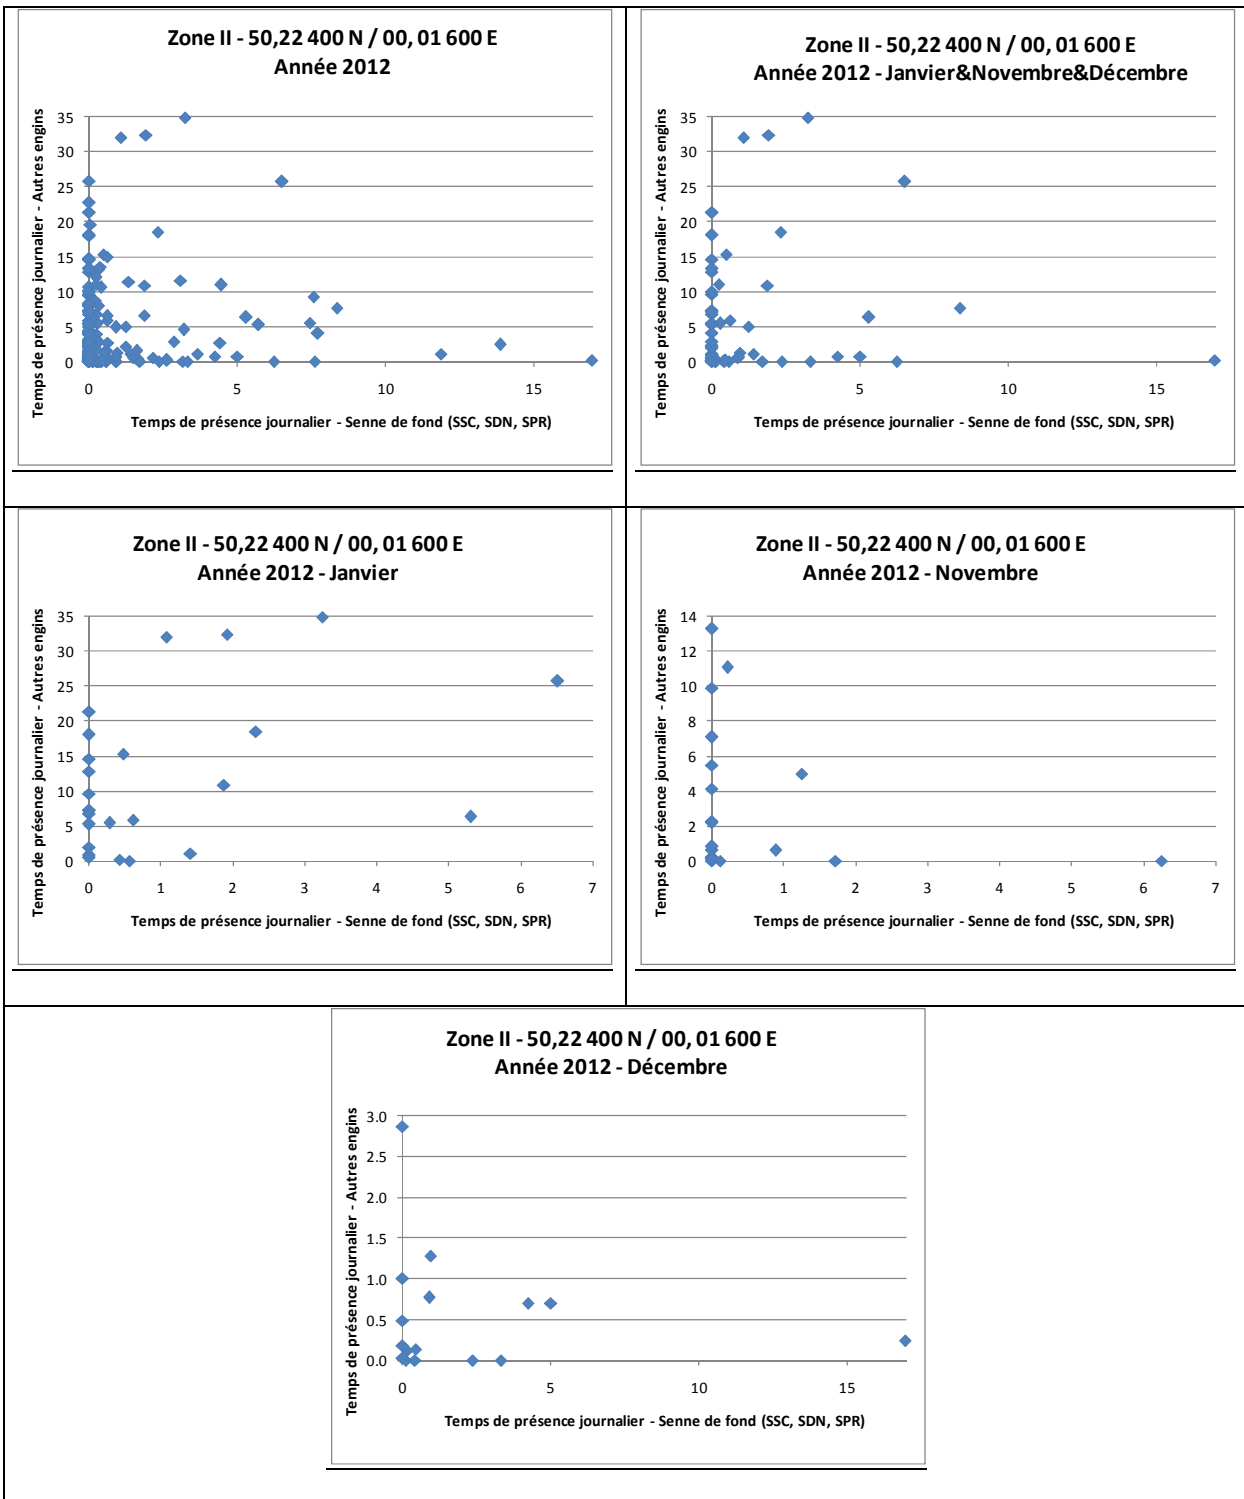 Zone II - 50,22 400 N / 00, 01 600 E
Année 2012
Temps de présence journalier - Autres engins
35
30
25
20
15
10
5
0
0 5 10 15
Temps de présence journalier - Senne de fond (SSC, SDN, SPR)
Zone II - 50,22 400 N / 00, 01 600 E
Année 2012 - Janvier&Novembre&Décembre
Temps de présence journalier - Autres engins
35
30
25
20
15
10
5
0
0 5 10 15
Temps de présence journalier - Senne de fond (SSC, SDN, SPR)
Zone II - 50,22 400 N / 00, 01 600 E
Année 2012 - Janvier
Temps de présence journalier - Autres engins
35
30
25
20
15
10
5
0
0 1 2 3 4 5 6 7
Temps de présence journalier - Senne de fond (SSC, SDN, SPR)
Zone II - 50,22 400 N / 00, 01 600 E
Année 2012 - Novembre
Temps de présence journalier - Autres engins
14
12
10
8
6
4
2
0
0 1 2 3 4 5 6 7
Temps de présence journalier - Senne de fond (SSC, SDN, SPR)
Zone II - 50,22 400 N / 00, 01 600 E
Année 2012 - Décembre
Temps de présence journalier - Autres engins
3.0
2.5
2.0
1.5
1.0
0.5
0.0
0 5 10 15
Temps de présence journalier - Senne de fond (SSC, SDN, SPR)